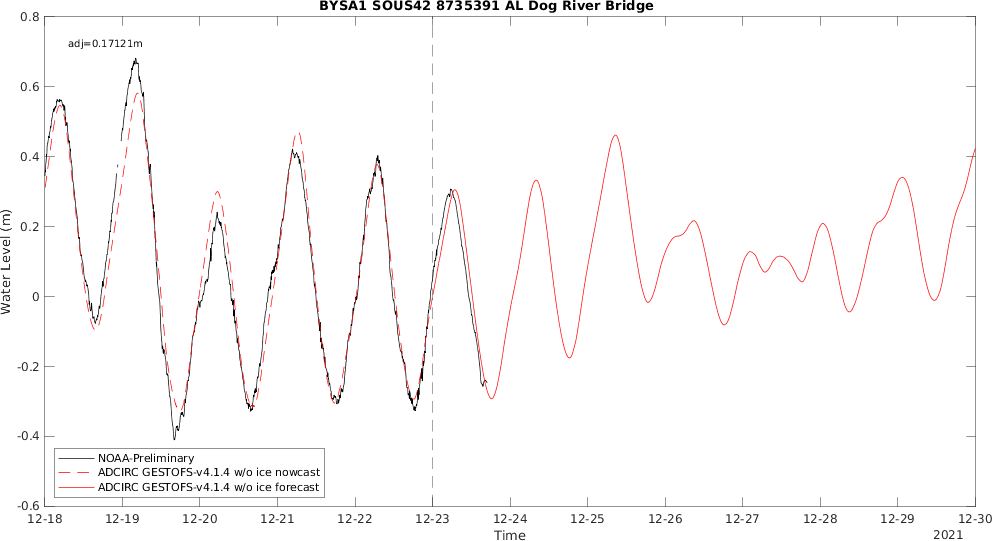 BYSA1 SOUS42 8735391 AL Dog River Bridge
adj=0.17121m
Water Level (m)
0.8
0.6
0.4
0.2
0
-0.2
-0.4
-0.6
NOAA-Preliminary
ADCIRC GESTOFS-v4.1.4 w/o ice nowcast
ADCIRC GESTOFS-v4.1.4 w/o ice forecast
12-18 12-19 12-20 12-21 12-22 12-23 12-24 12-25 12-26 12-27 12-28 12-29 12-30
Time
2021